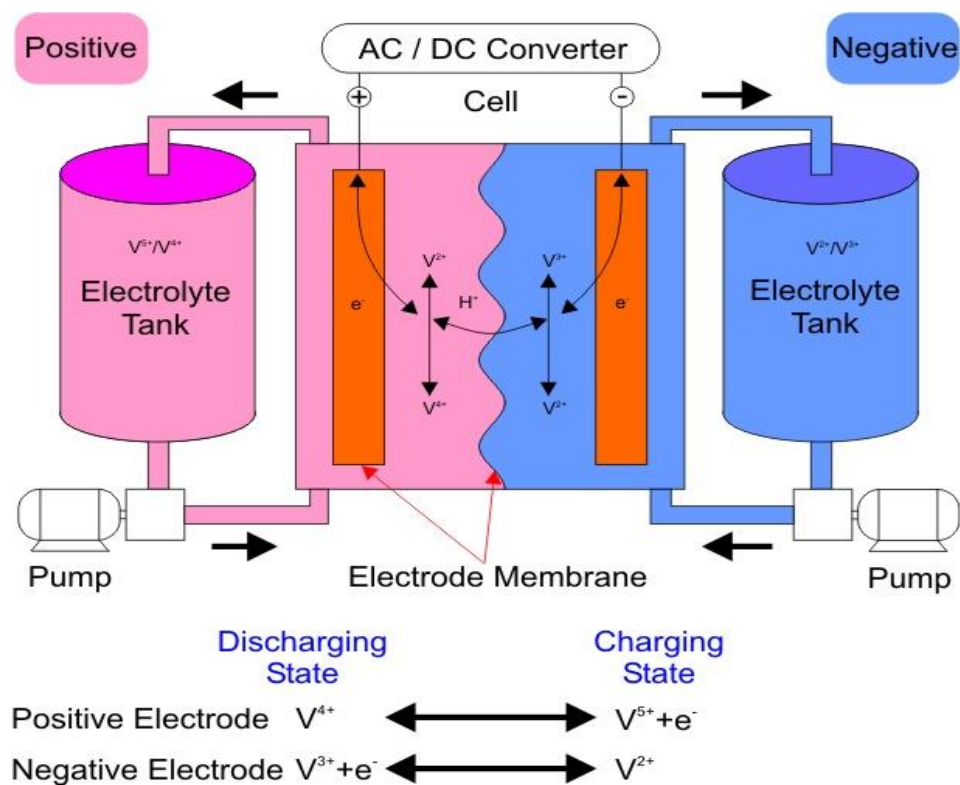 Positive
AC / DC Converter
Negative
+
-
Cell
V⁵⁺/V⁴⁺
Electrolyte
Tank
V²⁺
V³⁺
e⁻
H⁺
e⁻
V⁴⁺
V²⁺
V²⁺/V³⁺
Electrolyte
Tank
Pump
Electrode Membrane
Pump
Discharging
State
Charging
State
Positive Electrode V⁴⁺ V⁵⁺+e⁻
Negative Electrode V³⁺+e⁻ V²⁺